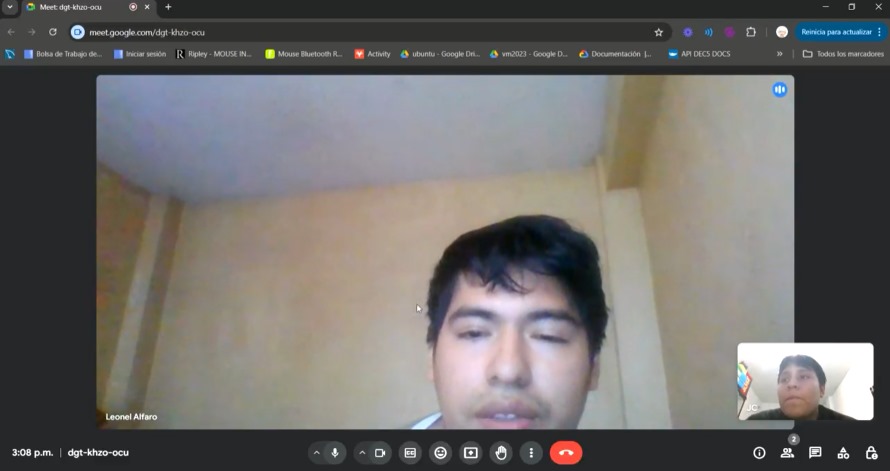 Meet: dgt-khzo-ocu
meet.google.com/dgt-khzo-ocu
Reinicia para actualizar
Bolsa de Trabajo de...
Iniciar sesión
Ripley - MOUSE IN...
Mouse Bluetooth R...
Activity
ubuntu - Google Dri...
vm2023 - Google D...
Documentación |...
API DECS DOCS
Todos los marcadores
Leonel Alfaro
JC
3:08 p.m. | dgt-khzo-ocu
2